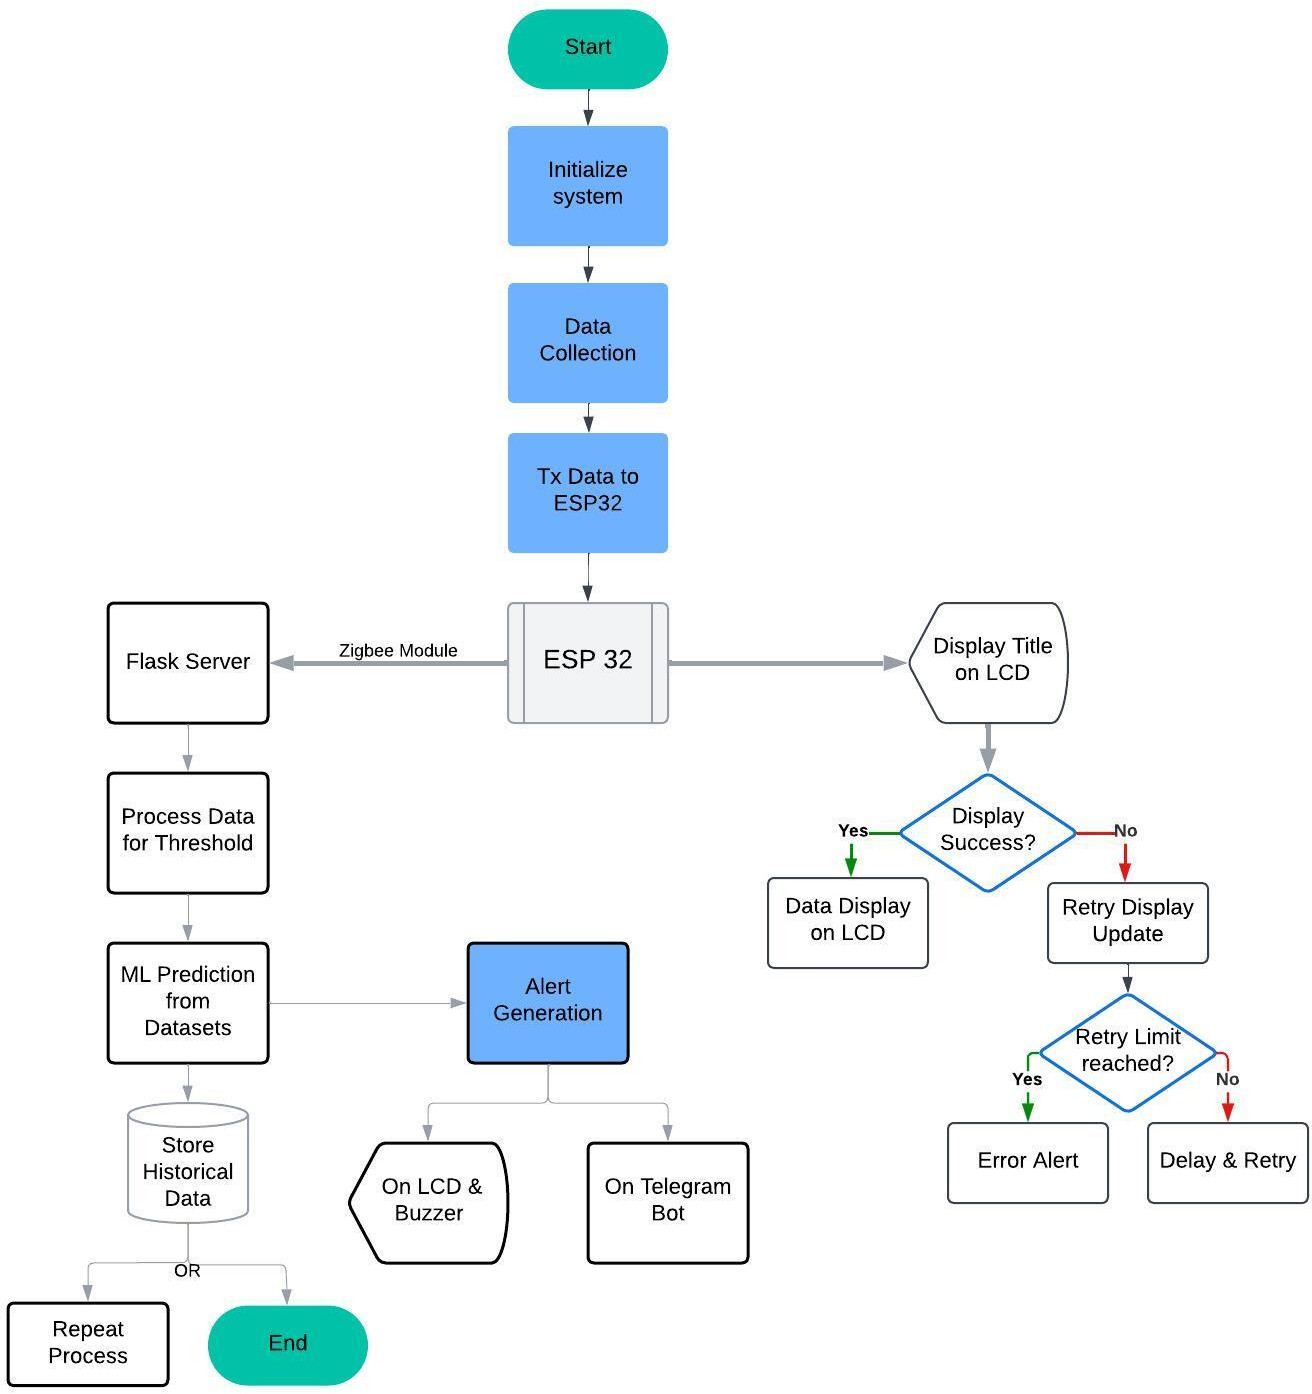 Start
Initialize
system
Data
Collection
Tx Data to
ESP32
Flask Server
Zigbee Module
ESP 32
Display Title
on LCD
Process Data
for Threshold
Display
Success?
Yes
No
Data Display
on LCD
Retry Display
Update
ML Prediction
from
Datasets
Alert
Generation
Retry Limit
reached?
Yes
No
Store
Historical
Data
On LCD &
Buzzer
On Telegram
Bot
Error Alert
Delay & Retry
OR
Repeat
Process
End